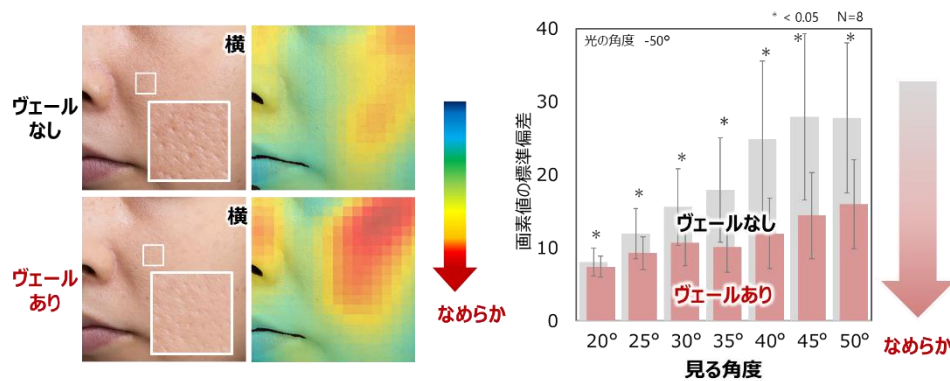 横
ヴェール
なし
横
ヴェール
あり
なめらか
* < 0.05 N=8
光の角度 -50°
画素値の標準偏差
40
30
20
10
0
*
*
*
*
*
*
*
ヴェールなし
ヴェールあり
20° 25° 30° 35° 40° 45° 50°
見る角度
なめらか